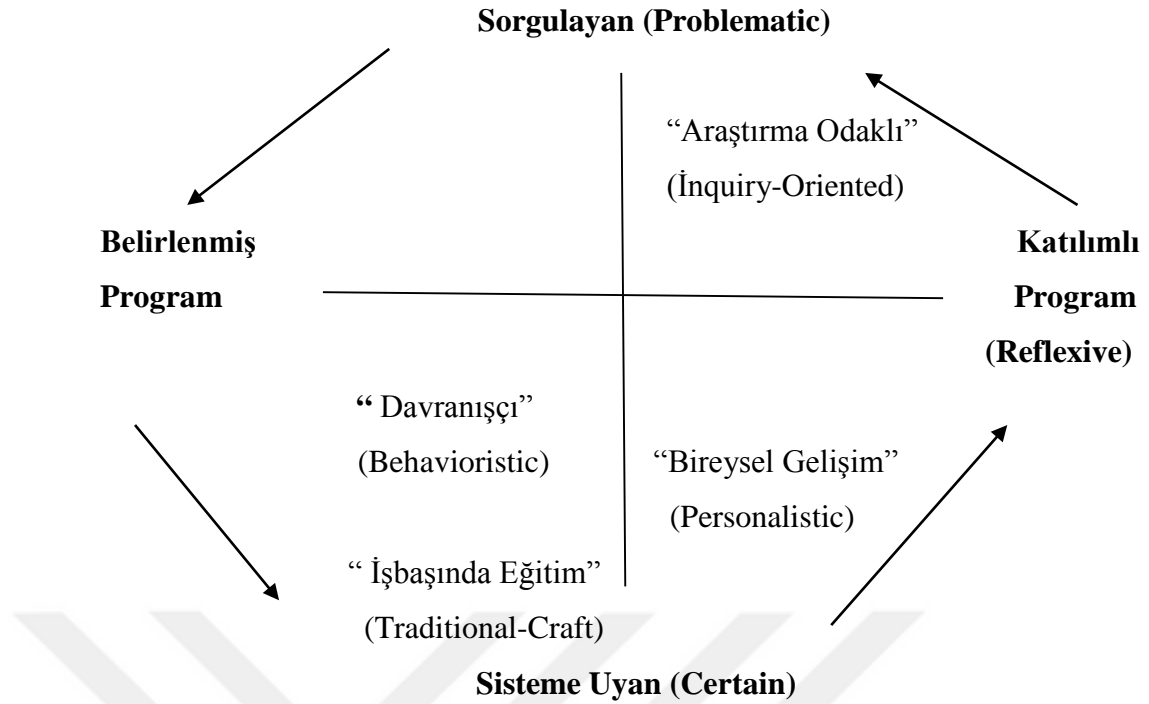 Sorgulayan (Problematic)
“Araştırma Odaklı”
(İnquiry-Oriented)
Belirlenmiş
Program
Katılımlı
Program
(Reflexive)
“ Davranışçı”
(Behavioristic)
“Bireysel Gelişim”
(Personalistic)
“ İşbaşında Eğitim”
(Traditional-Craft)
Sisteme Uyan (Certain)